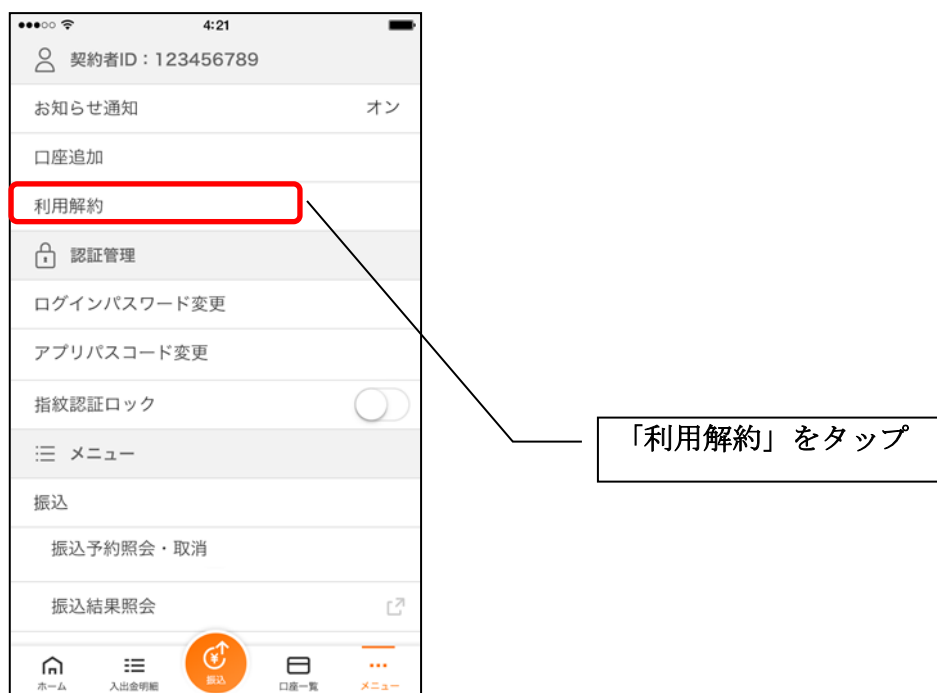 4:21
契約者ID：123456789
お知らせ通知 オン
口座追加
利用解約
認証管理
ログインパスワード変更
アプリパスコード変更
指紋認証ロック
「利用解約」をタップ
メニュー
振込
振込予約照会・取消
振込結果照会
ホーム 入出金明細 振込 口座一覧 メニュー